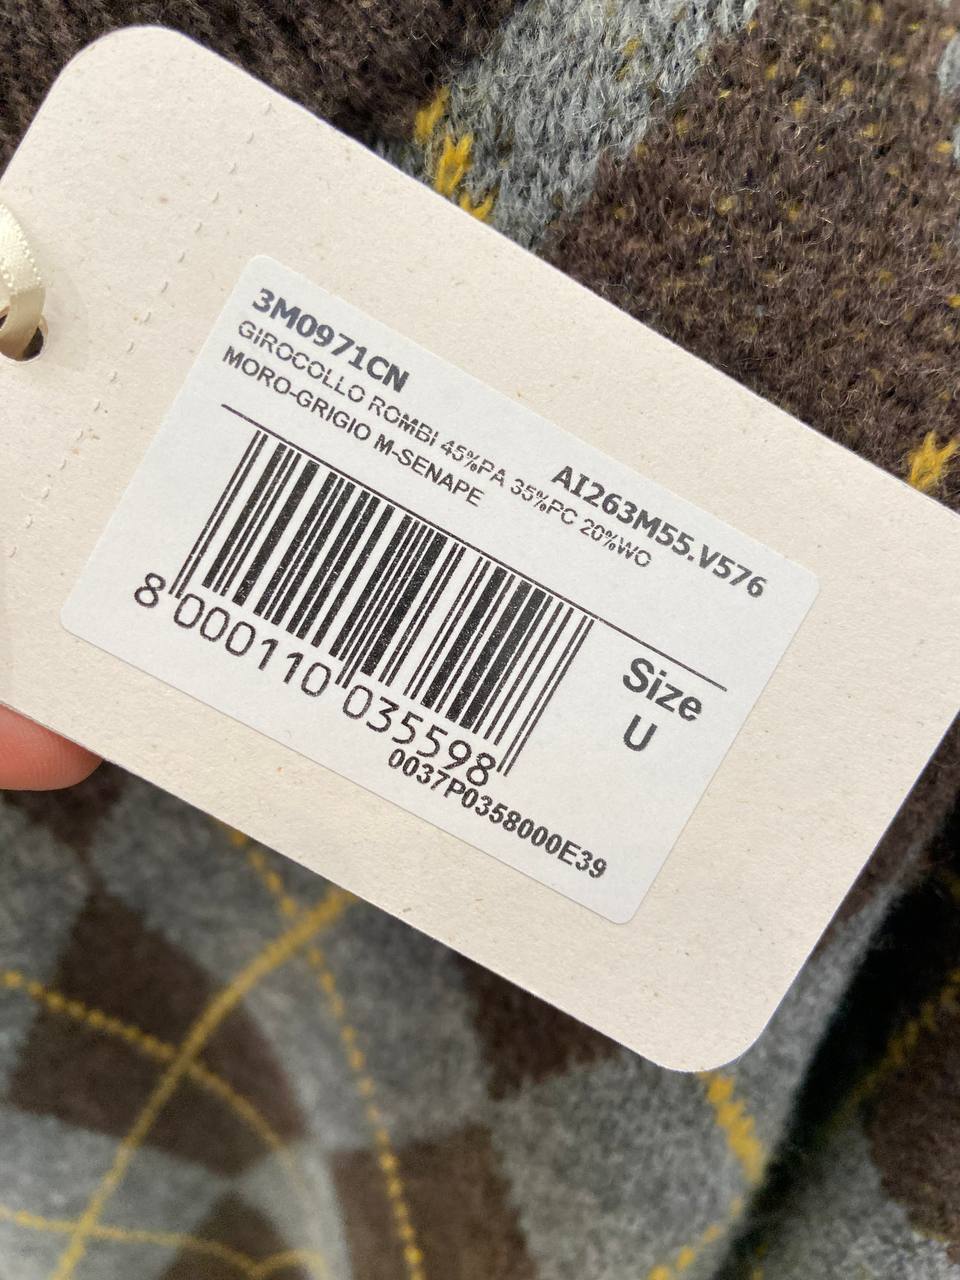 3M0971CN
GIROCOLLO ROMBI 45%PA 35%PC 20%WO
MORO-GRIGIO M-SENAPE
AI263M55.V576
Size
U
8 000110 035598
0037P0358000E39